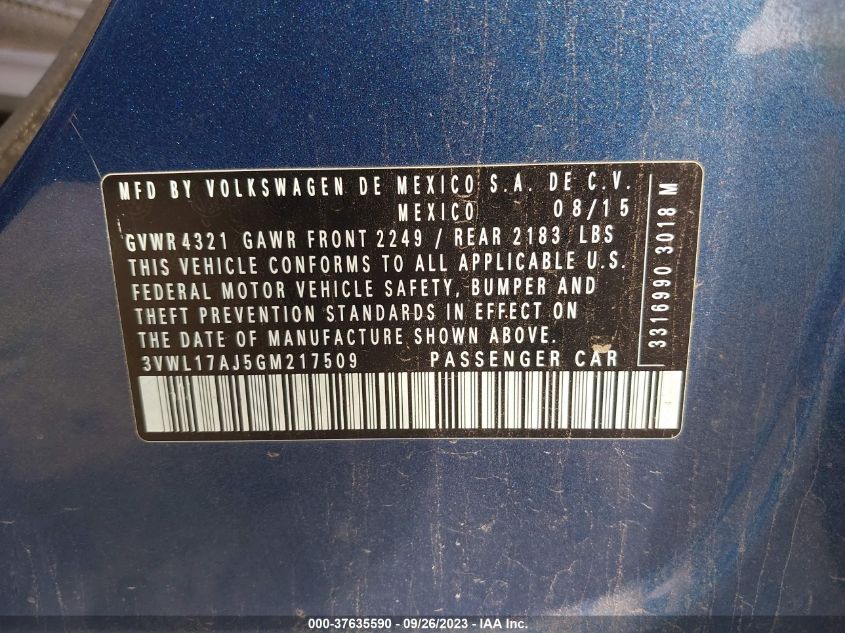 MFD BY VOLKSWAGEN DE MEXICO S.A. DE C.V.
MEXICO 08/15
GVWR 4321 GAWR FRONT 2249 / REAR 2183 LBS
THIS VEHICLE CONFORMS TO ALL APPLICABLE U.S.
FEDERAL MOTOR VEHICLE SAFETY, BUMPER AND
THEFT PREVENTION STANDARDS IN EFFECT ON
THE DATE OF MANUFACTURE SHOWN ABOVE.
3VWL17AJ5GM217509 PASSENGER CAR
3316990 3018 M
000-37635590 - 09/26/2023 - IAA Inc.